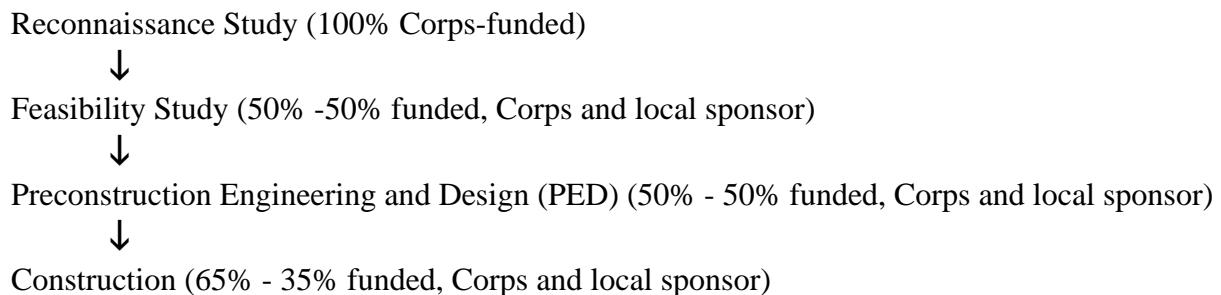 Reconnaissance Study (100% Corps-funded)
↓
Feasibility Study (50% -50% funded, Corps and local sponsor)
↓
Preconstruction Engineering and Design (PED) (50% - 50% funded, Corps and local sponsor)
↓
Construction (65% - 35% funded, Corps and local sponsor)